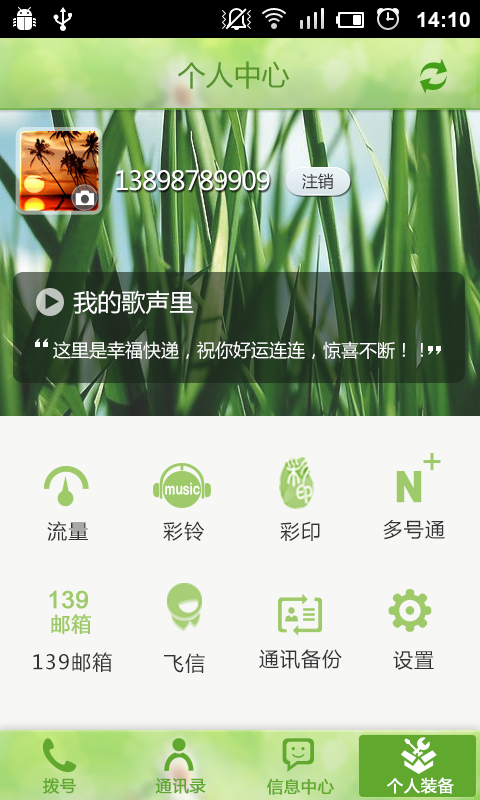 14:10
个人中心
13898789909
注销
我的歌声里
“这里是幸福快递，祝你好运连连，惊喜不断！！”
music
彩印
N+
流量
彩铃
彩印
多号通
139
邮箱
139邮箱
飞信
通讯备份
设置
拨号
通讯录
信息中心
个人装备